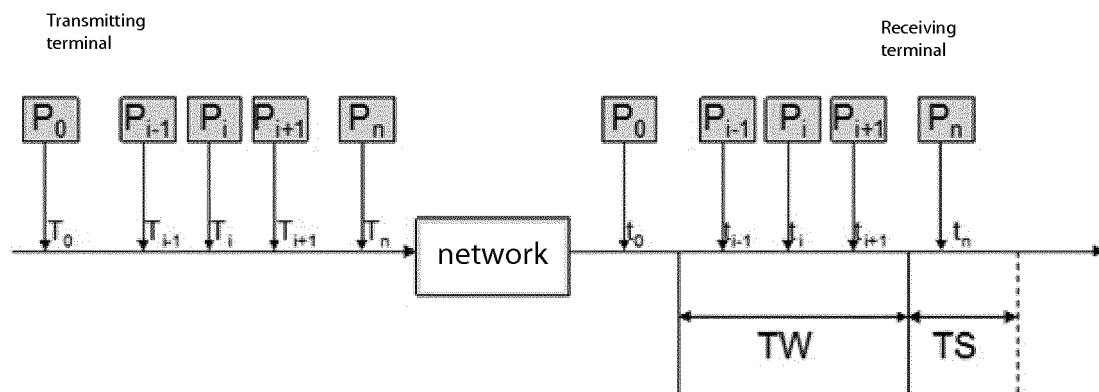 Transmitting
terminal
Receiving
terminal
P0 Pi-1 Pi Pi+1 Pn P0 Pi-1 Pi Pi+1 Pn
T0 Ti-1 Ti Ti+1 Tn t0 ti-1 ti ti+1 tn
network
TW TS